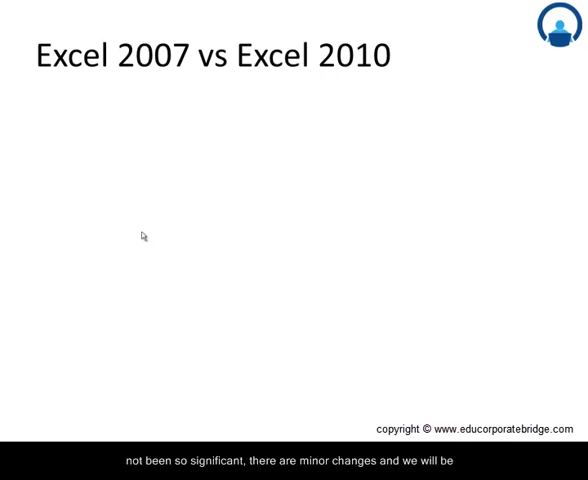 Excel 2007 vs Excel 2010
copyright © www.educorporatebridge.com
not been so significant, there are minor changes and we will be